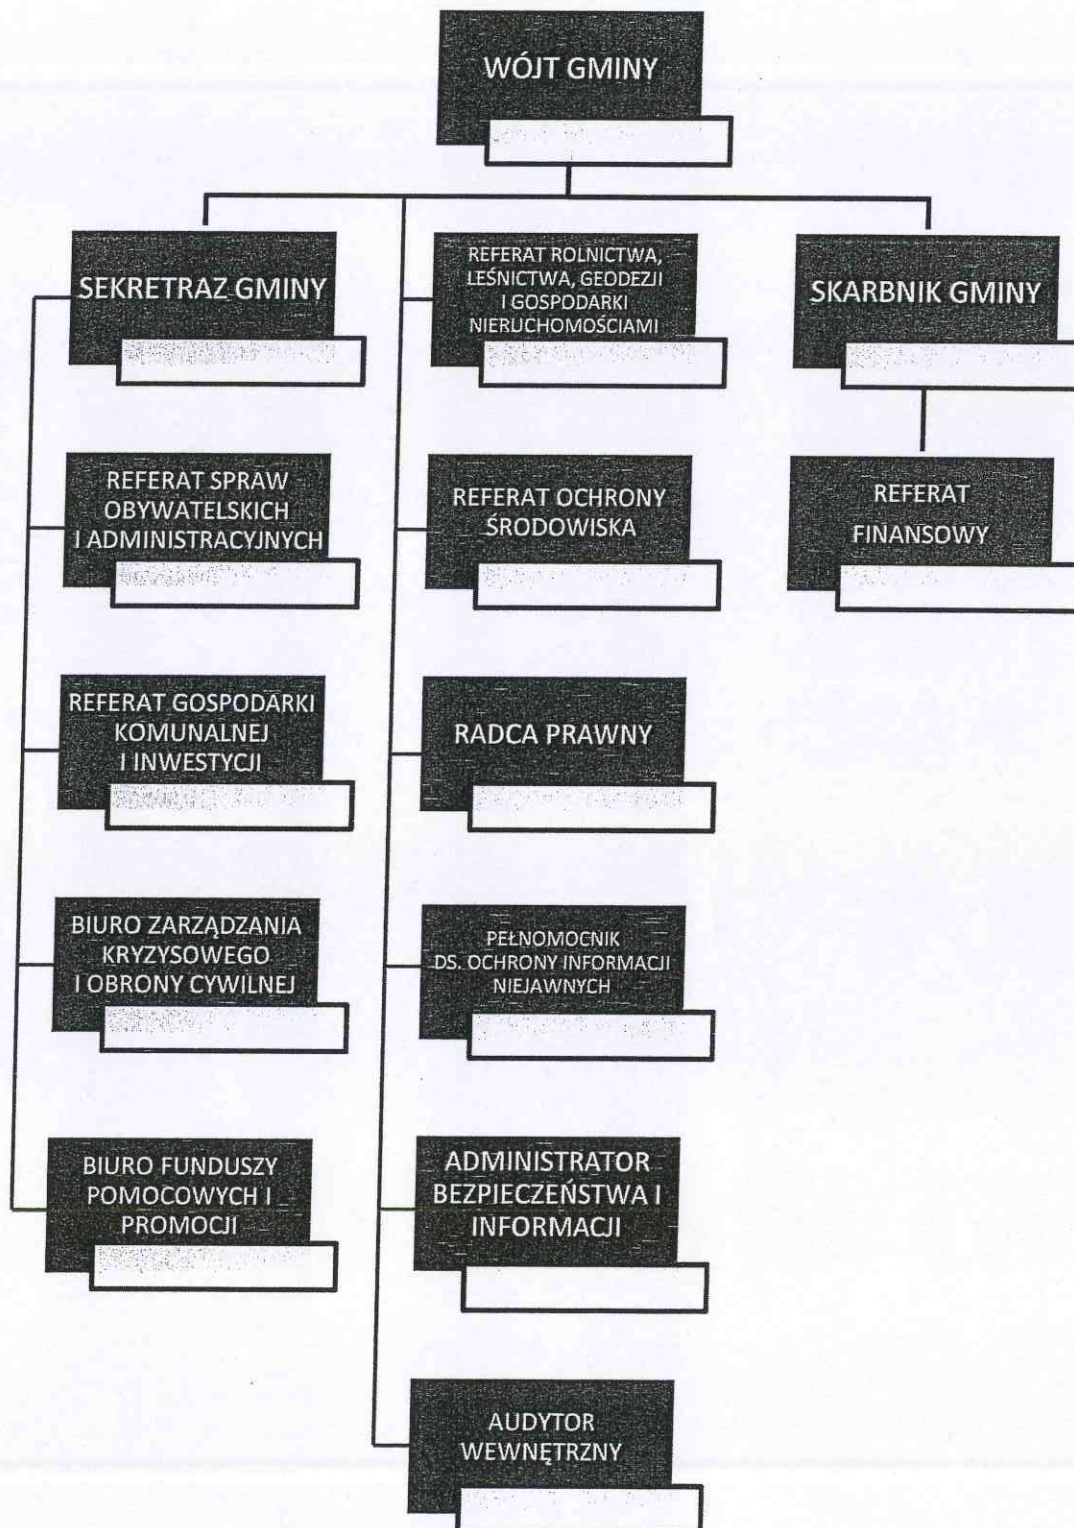 WÓJT GMINY
SEKRETRAZ GMINY
REFERAT SPRAW
OBYWATELSKICH
I ADMINISTRACYJNYCH
REFERAT GOSPODARKI
KOMUNALNEJ
I INWESTYCJI
BIURO ZARZĄDZANIA
KRYZYSOWEGO
I OBRONY CYWILNEJ
BIURO FUNDUSZY
POMOCOWYCH I
PROMOCJI
REFERAT ROLNICTWA,
LEŚNICTWA, GEODEZJI
I GOSPODARKI
NIERUCHOMOŚCIAMI
REFERAT OCHRONY
ŚRODOWISKA
RADCA PRAWNY
PEŁNOMOCNIK
DS. OCHRONY INFORMACJI
NIEJAWNYCH
ADMINISTRATOR
BEZPIECZEŃSTWA I
INFORMACJI
AUDYTOR
WEWNĘTRZNY
SKARBNIK GMINY
REFERAT
FINANSOWY